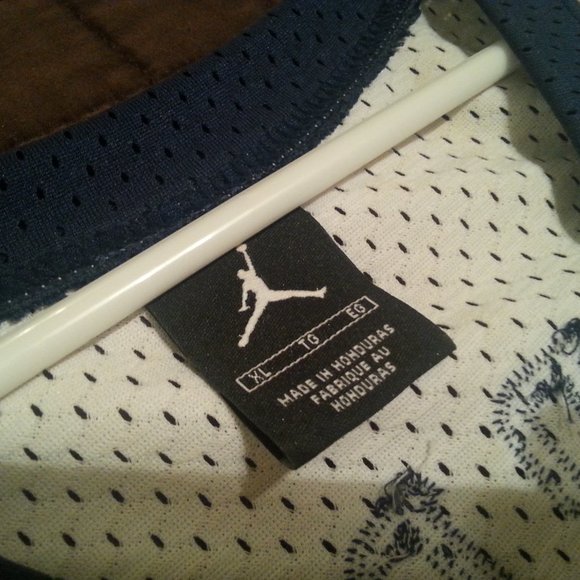 XL TG EG
MADE IN HONDURAS
FABRIQUE AU
HONDURAS